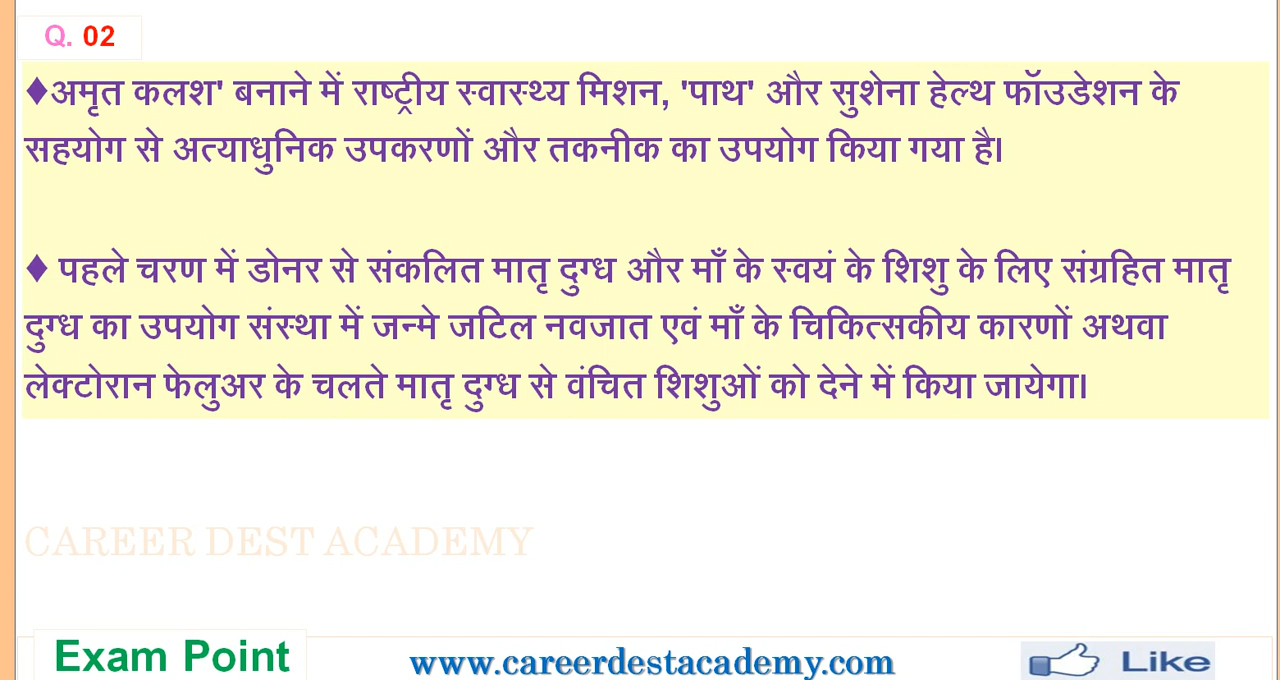 Q. 02
♦अमृत कलश' बनाने में राष्ट्रीय स्वास्थ्य मिशन, 'पाथ' और सुशेना हेल्थ फॉउडेशन के
सहयोग से अत्याधुनिक उपकरणों और तकनीक का उपयोग किया गया है।
♦ पहले चरण में डोनर से संकलित मातृ दुग्ध और माँ के स्वयं के शिशु के लिए संग्रहित मातृ
दुग्ध का उपयोग संस्था में जन्मे जटिल नवजात एवं माँ के चिकित्सकीय कारणों अथवा
लेक्टोरान फेलुअर के चलते मातृ दुग्ध से वंचित शिशुओं को देने में किया जायेगा।
CAREER DEST ACADEMY
Exam Point
www.careerdestacademy.com
Like